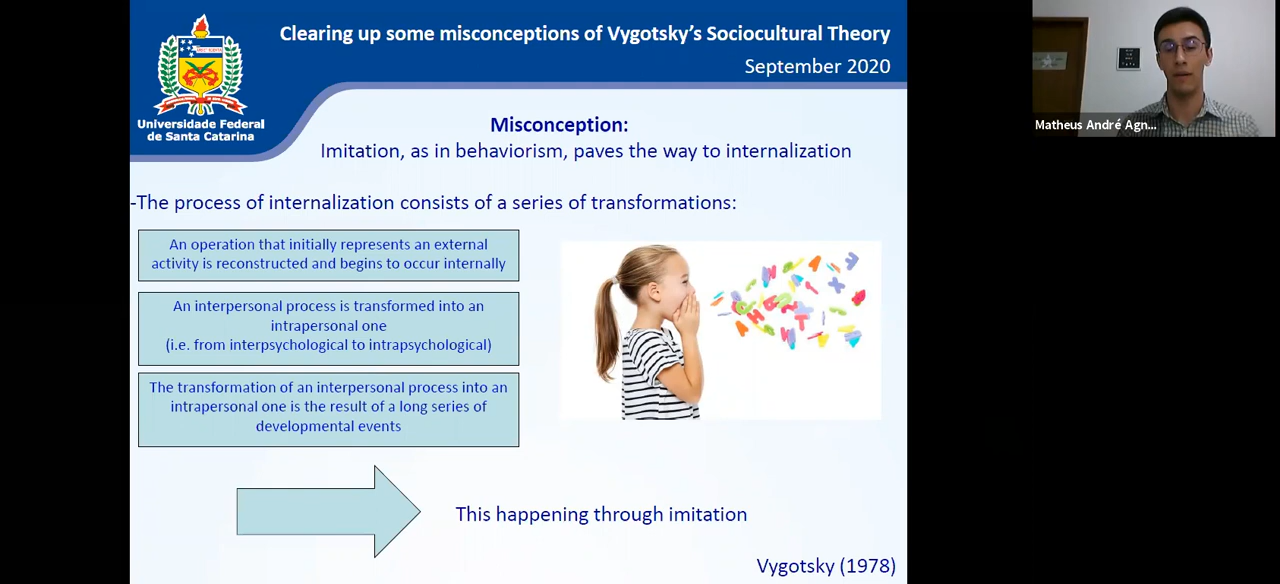 Clearing up some misconceptions of Vygotsky's Sociocultural Theory
September 2020
Universidade Federal
de Santa Catarina
Misconception:
Imitation, as in behaviorism, paves the way to internalization
-The process of internalization consists of a series of transformations:
An operation that initially represents an external
activity is reconstructed and begins to occur internally
An interpersonal process is transformed into an
intrapersonal one
(i.e. from interpsychological to intrapsychological)
The transformation of an interpersonal process into an
intrapersonal one is the result of a long series of
developmental events
This happening through imitation
Vygotsky (1978)
Matheus André Agn...